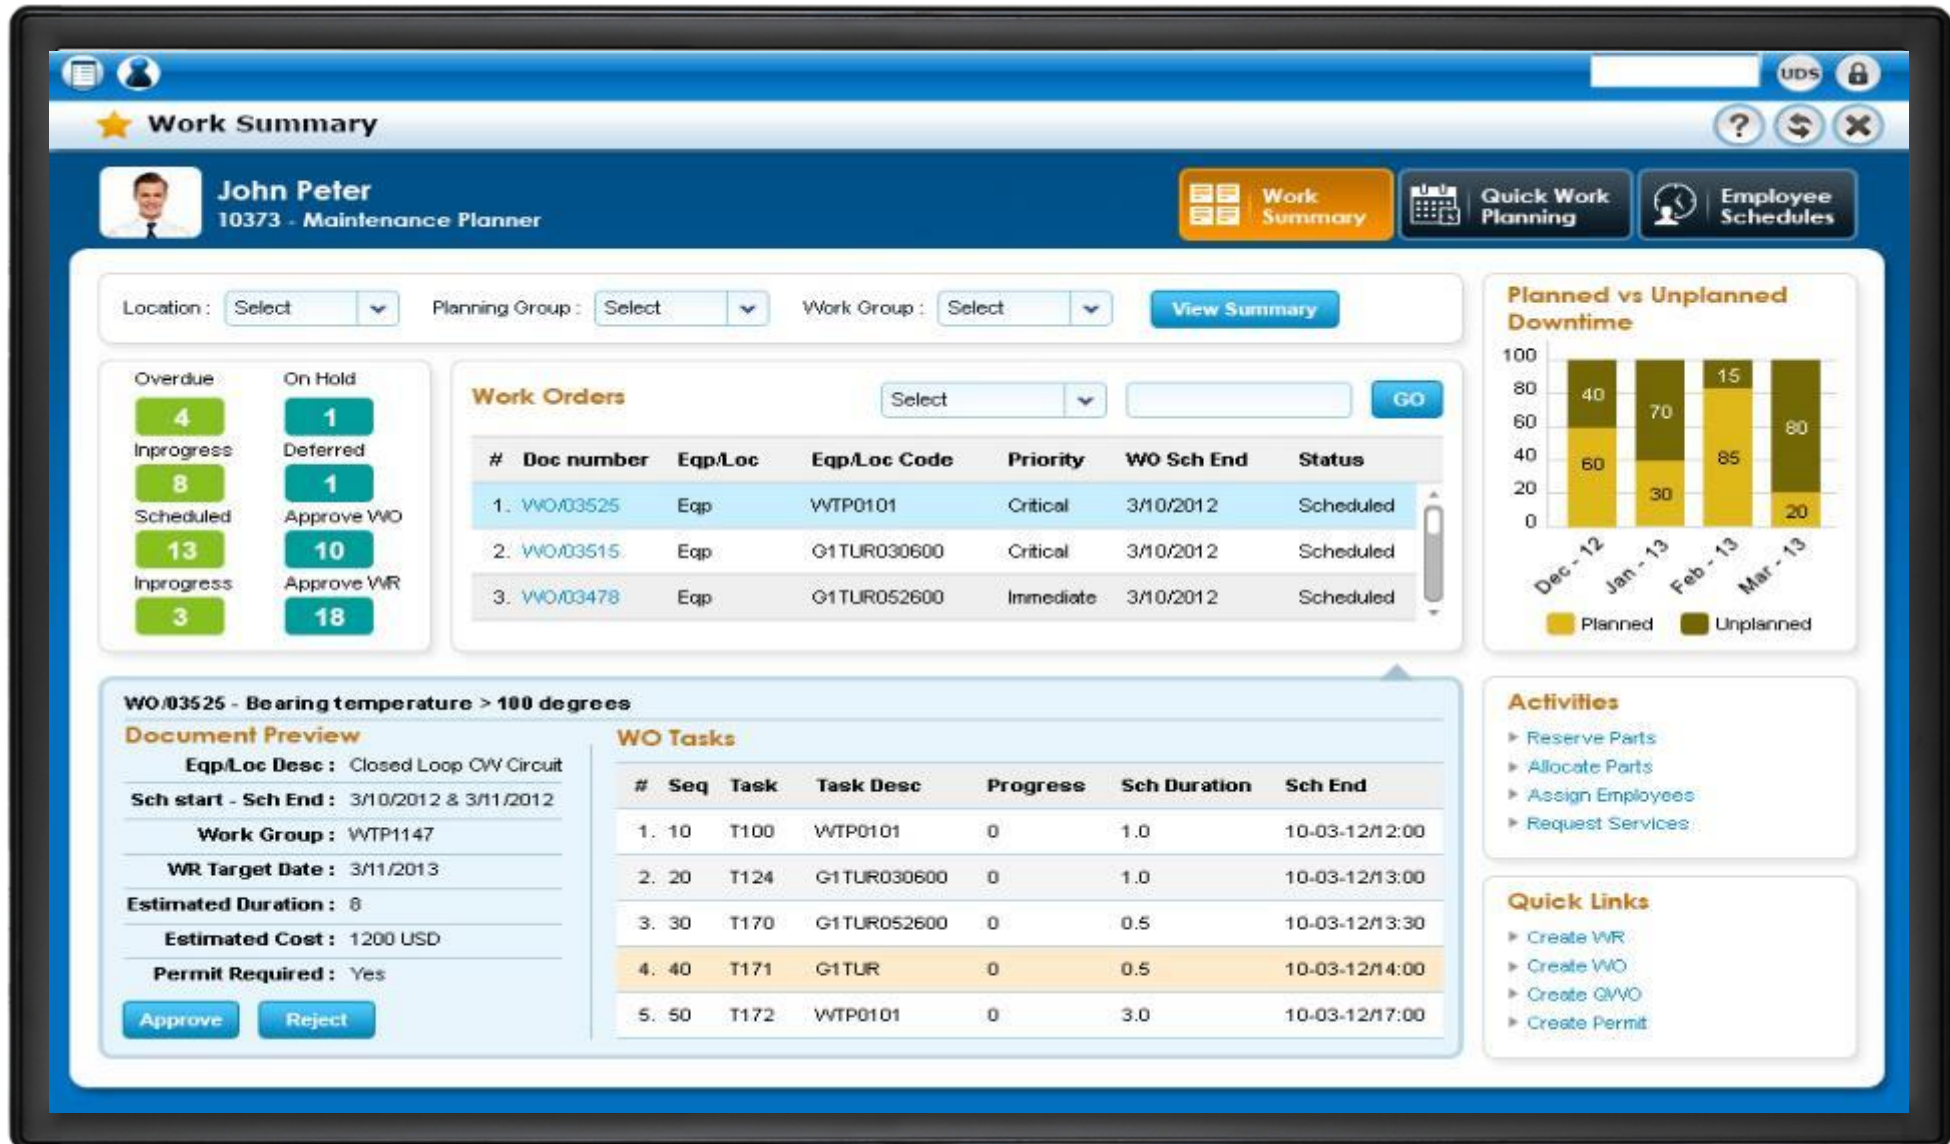 UDS
Work Summary
?
John Peter
10373 - Maintenance Planner
Work Summary
Quick Work Planning
Employee Schedules
Location : Select Planning Group : Select Work Group : Select View Summary
Overdue On Hold
4 1
Inprogress Deferred
8 1
Scheduled Approve WO
13 10
Inprogress Approve WR
3 18
Work Orders Select GO
# Doc number Eqp/Loc Eqp/Loc Code Priority WO Sch End Status
1. WO/03525 Eqp WTP0101 Critical 3/10/2012 Scheduled
2. WO/03515 Eqp G1TUR030600 Critical 3/10/2012 Scheduled
3. WO/03478 Eqp G1TUR052600 Immediate 3/10/2012 Scheduled
Planned vs Unplanned
Downtime
100
80
60
40
20
0
40 70 15 80
60 30 85 20
Dec - 12 Jan - 13 Feb - 13 Mar - 13
Planned Unplanned
WO/03525 - Bearing temperature > 100 degrees
Document Preview
Eqp/Loc Desc : Closed Loop CW Circuit
Sch start - Sch End : 3/10/2012 & 3/11/2012
Work Group : WTP1147
WR Target Date : 3/11/2013
Estimated Duration : 8
Estimated Cost : 1200 USD
Permit Required : Yes
Approve Reject
WO Tasks
# Seq Task Task Desc Progress Sch Duration Sch End
1. 10 T100 WTP0101 0 1.0 10-03-12/12:00
2. 20 T124 G1TUR030600 0 1.0 10-03-12/13:00
3. 30 T170 G1TUR052600 0 0.5 10-03-12/13:30
4. 40 T171 G1TUR 0 0.5 10-03-12/14:00
5. 50 T172 WTP0101 0 3.0 10-03-12/17:00
Activities
Reserve Parts
Allocate Parts
Assign Employees
Request Services
Quick Links
Create WR
Create WO
Create QWO
Create Permit